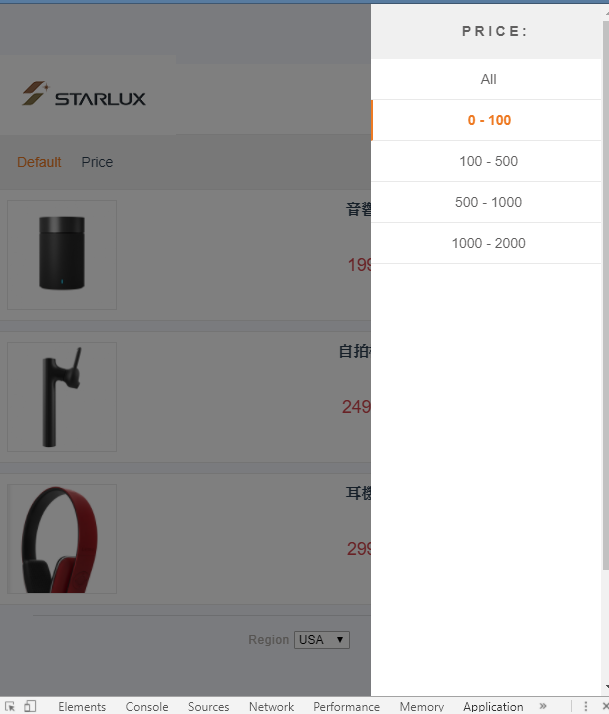 PRICE:
All
0 - 100
100 - 500
500 - 1000
1000 - 2000
STARLUX
Default Price
音
199
自拍
249
耳機
299
Region USA
Elements Console Sources Network Performance Memory Application »